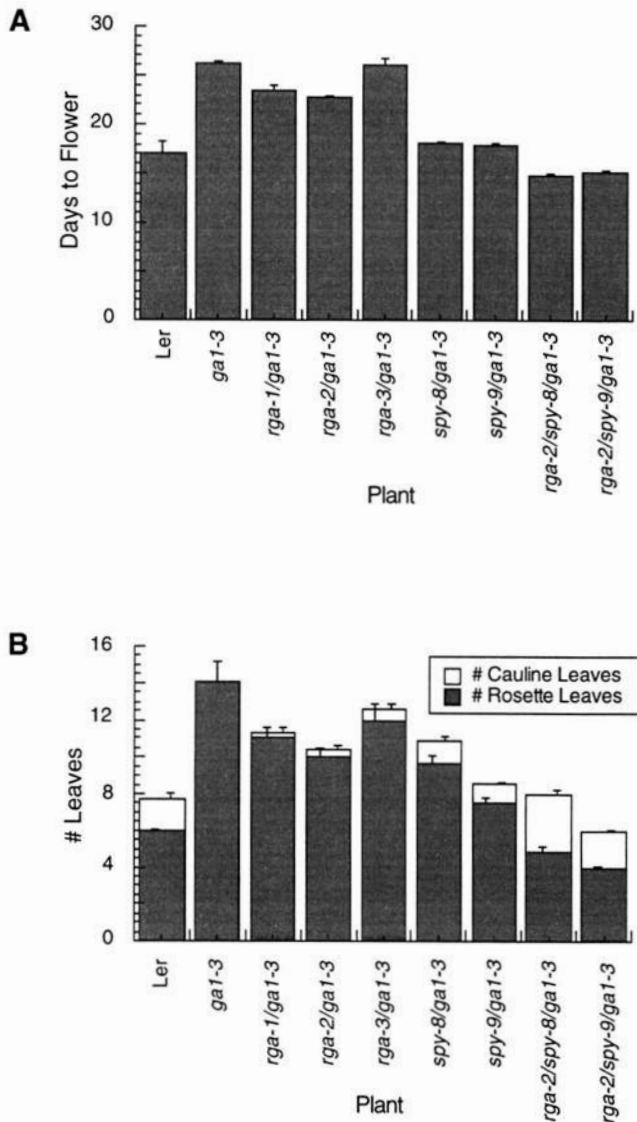 A
30
20
10
0
Days to Flower
Ler
ga1-3
rga-1/ga1-3
rga-2/ga1-3
rga-3/ga1-3
spy-8/ga1-3
spy-9/ga1-3
rga-2/spy-8/ga1-3
rga-2/spy-9/ga1-3
Plant
B
16
12
8
4
0
# Leaves
# Cauline Leaves
# Rosette Leaves
Ler
ga1-3
rga-1/ga1-3
rga-2/ga1-3
rga-3/ga1-3
spy-8/ga1-3
spy-9/ga1-3
rga-2/spy-8/ga1-3
rga-2/spy-9/ga1-3
Plant